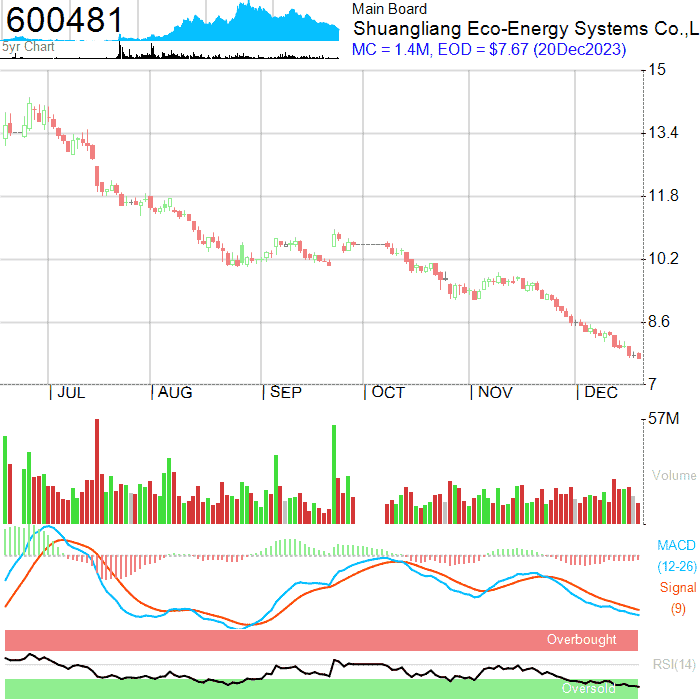 600481
5yr Chart
Main Board
Shuangliang Eco-Energy Systems Co.,L
MC = 1.4M, EOD = $7.67 (20Dec2023)
15
13.4
11.8
10.2
8.6
7
JUL AUG SEP OCT NOV DEC
57M
Volume
MACD
(12-26)
Signal
(9)
Overbought
RSI(14)
Oversold